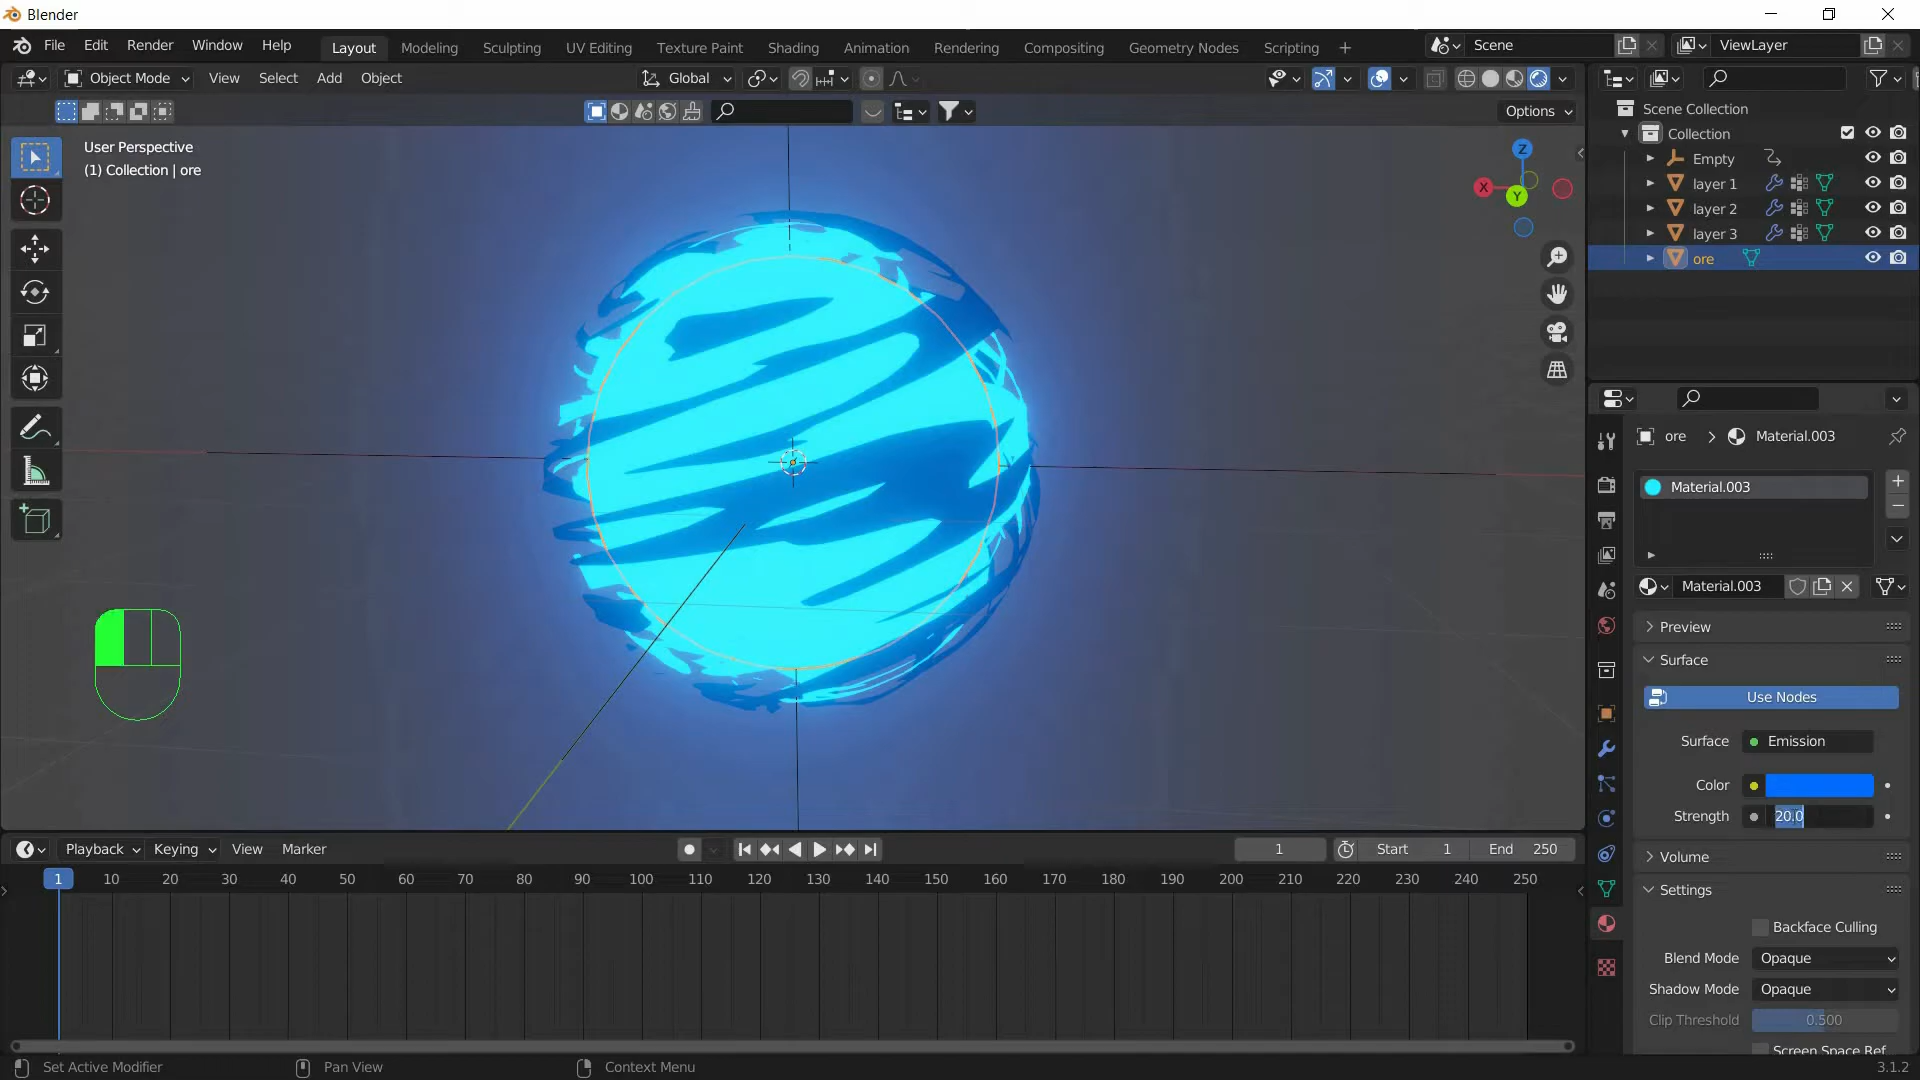 Blender
File Edit Render Window Help Layout Modeling Sculpting UV Editing Texture Paint Shading Animation Rendering Compositing Geometry Nodes Scripting + Scene ViewLayer
Object Mode View Select Add Object Global
Options
User Perspective
(1) Collection | ore
Z
X
Y
Scene Collection
Collection
Empty
layer 1
layer 2
layer 3
ore
ore > Material.003
Material.003
Material.003
Preview
Surface
Use Nodes
Surface Emission
Color
Strength 20.0
Volume
Settings
Backface Culling
Blend Mode Opaque
Shadow Mode Opaque
Clip Threshold 0.500
Screen Space Ref
Playback Keying View Marker 1 Start 1 End 250
1 10 20 30 40 50 60 70 80 90 100 110 120 130 140 150 160 170 180 190 200 210 220 230 240 250
Set Active Modifier Pan View Context Menu 3.1.2